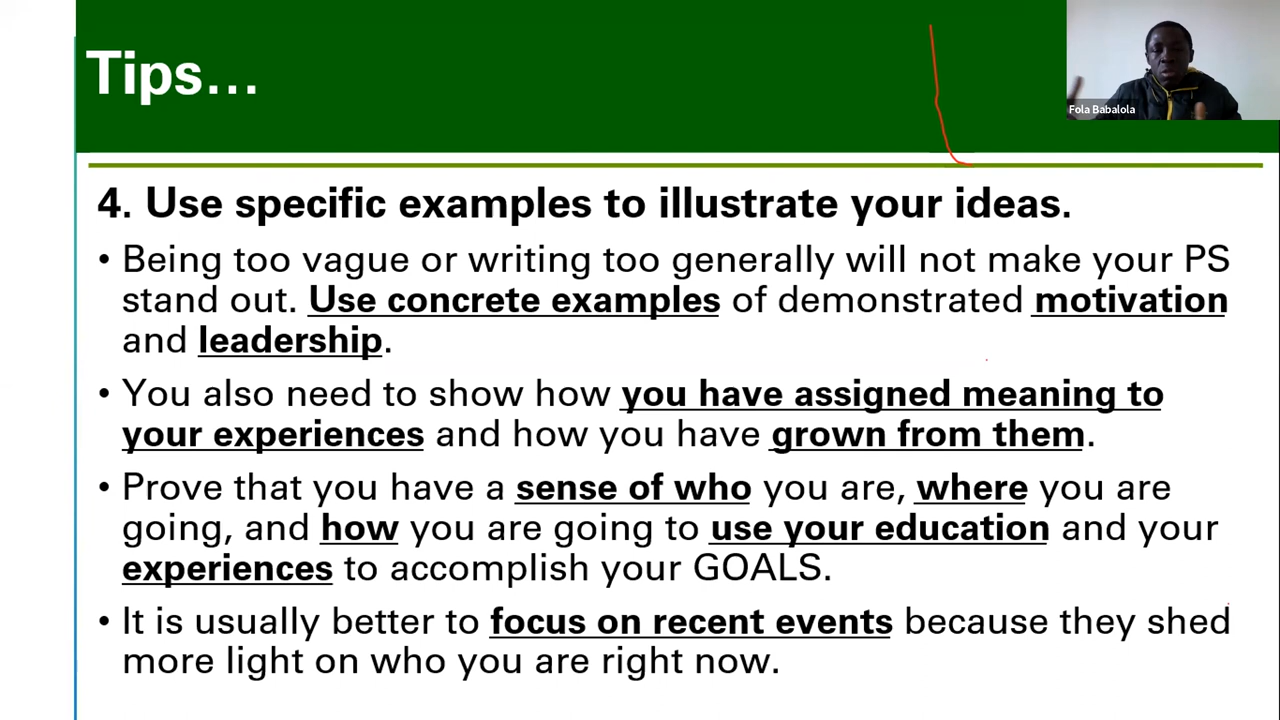 Tips…
Fola Babalola
4. Use specific examples to illustrate your ideas.
• Being too vague or writing too generally will not make your PS
stand out. Use concrete examples of demonstrated motivation
and leadership.
• You also need to show how you have assigned meaning to
your experiences and how you have grown from them.
• Prove that you have a sense of who you are, where you are
going, and how you are going to use your education and your
experiences to accomplish your GOALS.
• It is usually better to focus on recent events because they shed
more light on who you are right now.